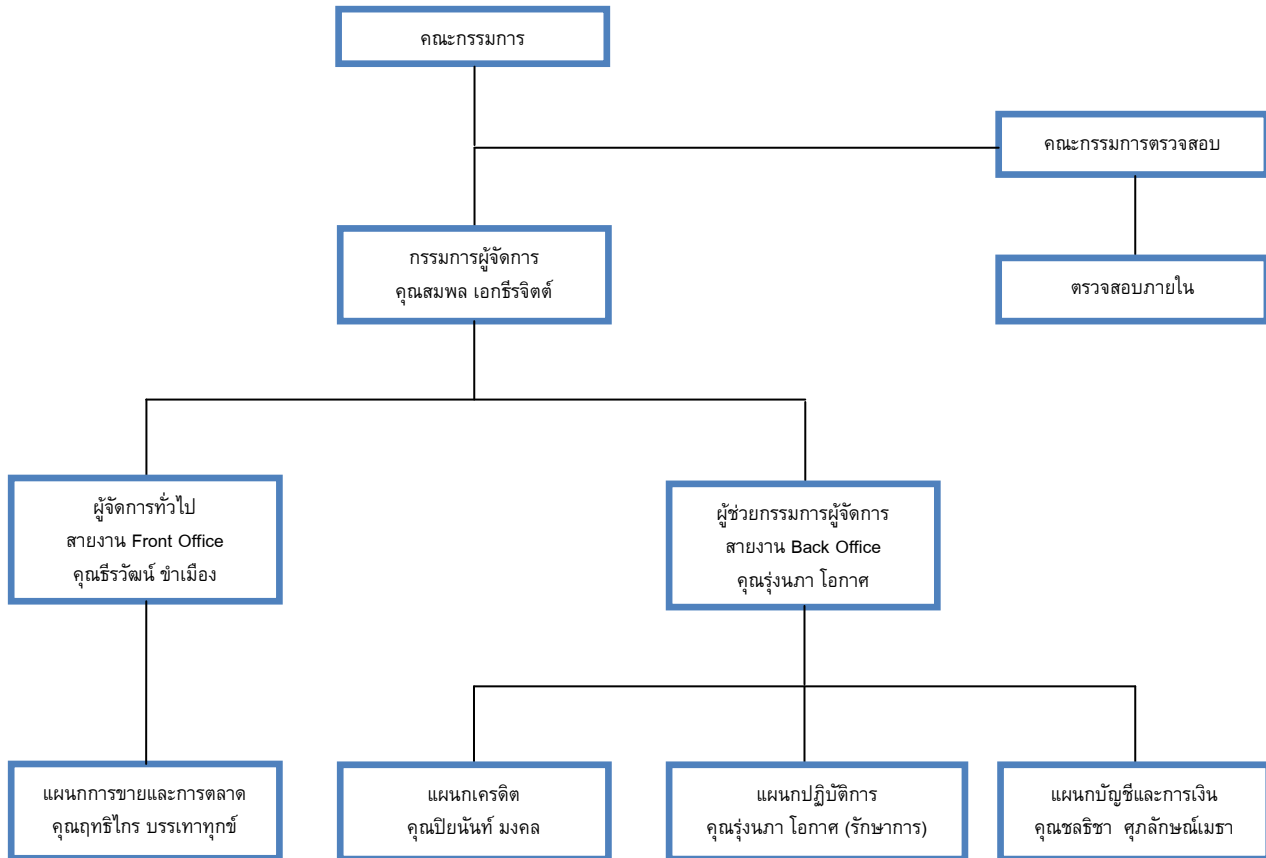 คณะกรรมการ
คณะกรรมการตรวจสอบ
กรรมการผู้จัดการ
คุณสมพล เอกธีรจิตต์
ตรวจสอบภายใน
ผู้จัดการทั่วไป
สายงาน Front Office
คุณธีรวัฒน์ ขำเมือง
ผู้ช่วยกรรมการผู้จัดการ
สายงาน Back Office
คุณรุ่งนภา โอกาศ
แผนกการขายและการตลาด
คุณฤทธิไกร บรรเทาทุกข์
แผนกเครดิต
คุณปิยนันท์ มงคล
แผนกปฏิบัติการ
คุณรุ่งนภา โอกาศ (รักษาการ)
แผนกบัญชีและการเงิน
คุณชลธิชา ศุภลักษณ์เมธา